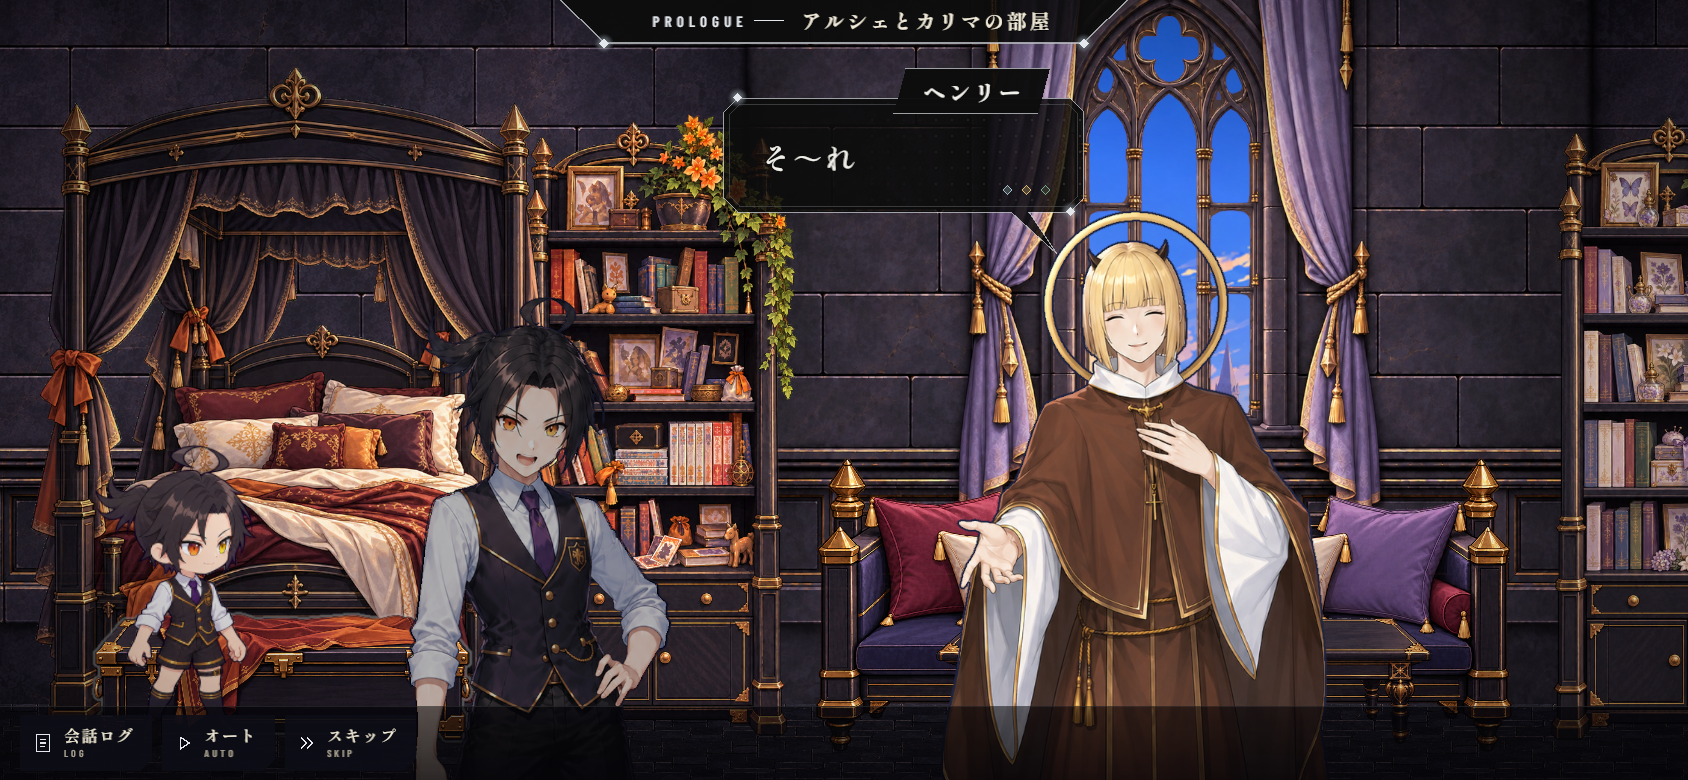 PROLOGUE アルシェとカリマの部屋
ヘンリー
そ〜れ
会話ログ
LOG
オート
AUTO
スキップ
SKIP